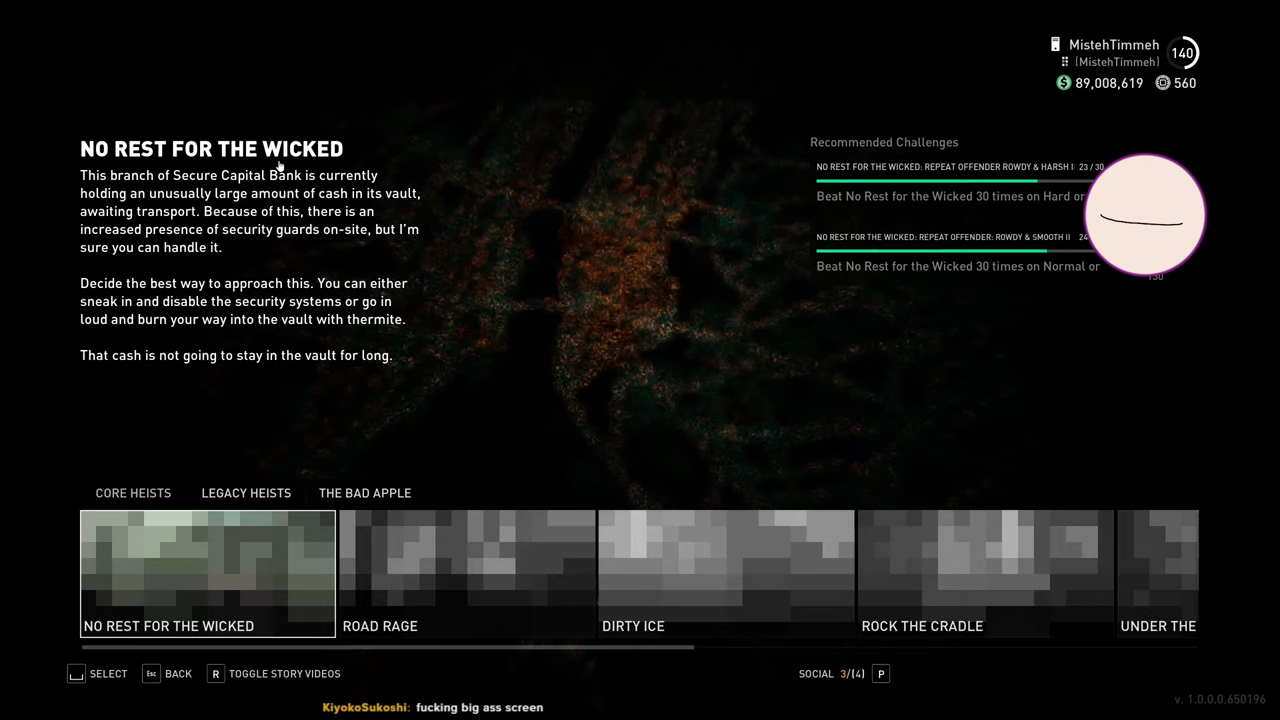 MistehTimmeh
[MistehTimmeh]
140
89,008,619
560
NO REST FOR THE WICKED
This branch of Secure Capital Bank is currently
holding an unusually large amount of cash in its vault,
awaiting transport. Because of this, there is an
increased presence of security guards on-site, but I'm
sure you can handle it.
Decide the best way to approach this. You can either
sneak in and disable the security systems or go in
loud and burn your way into the vault with thermite.
That cash is not going to stay in the vault for long.
Recommended Challenges
NO REST FOR THE WICKED: REPEAT OFFENDER ROWDY & HARSH II 23 / 30
Beat No Rest for the Wicked 30 times on Hard or
NO REST FOR THE WICKED: REPEAT OFFENDER: ROWDY & SMOOTH II 24
Beat No Rest for the Wicked 30 times on Normal or
CORE HEISTS
LEGACY HEISTS
THE BAD APPLE
NO REST FOR THE WICKED
ROAD RAGE
DIRTY ICE
ROCK THE CRADLE
UNDER THE
SELECT
Esc BACK
R TOGGLE STORY VIDEOS
SOCIAL 3/[4] P
KiyokoSukoshi: fucking big ass screen
v. 1.0.0.0.650196